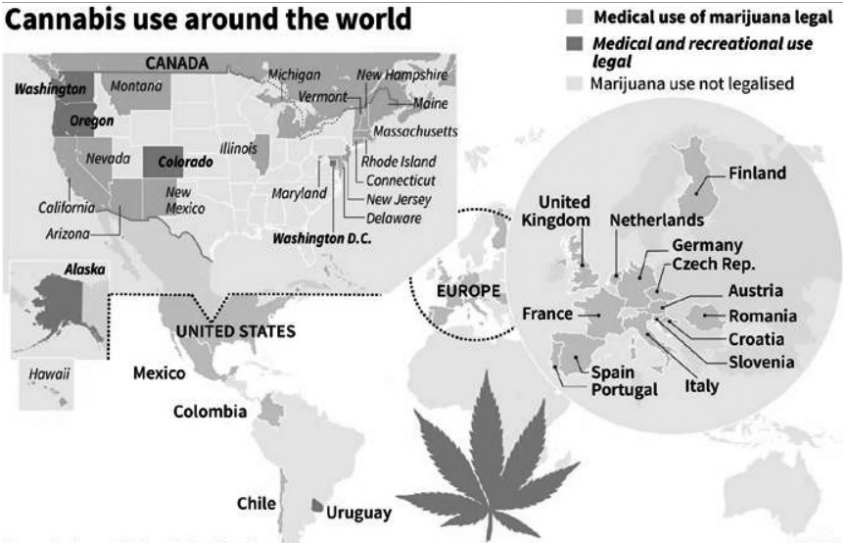 Cannabis use around the world
Medical use of marijuana legal
Medical and recreational use
legal
Marijuana use not legalised
CANADA
Washington
Montana
Michigan
New Hampshire
Vermont
Maine
Oregon
Massachusetts
Nevada
Colorado
Illinois
Rhode Island
Connecticut
New Jersey
Delaware
Maryland
New
Mexico
California
Arizona
Washington D.C.
Alaska
Hawaii
UNITED STATES
Mexico
Colombia
Chile
Uruguay
EUROPE
Finland
United
Kingdom
Netherlands
Germany
Czech Rep.
Austria
France
Romania
Croatia
Slovenia
Spain
Portugal
Italy